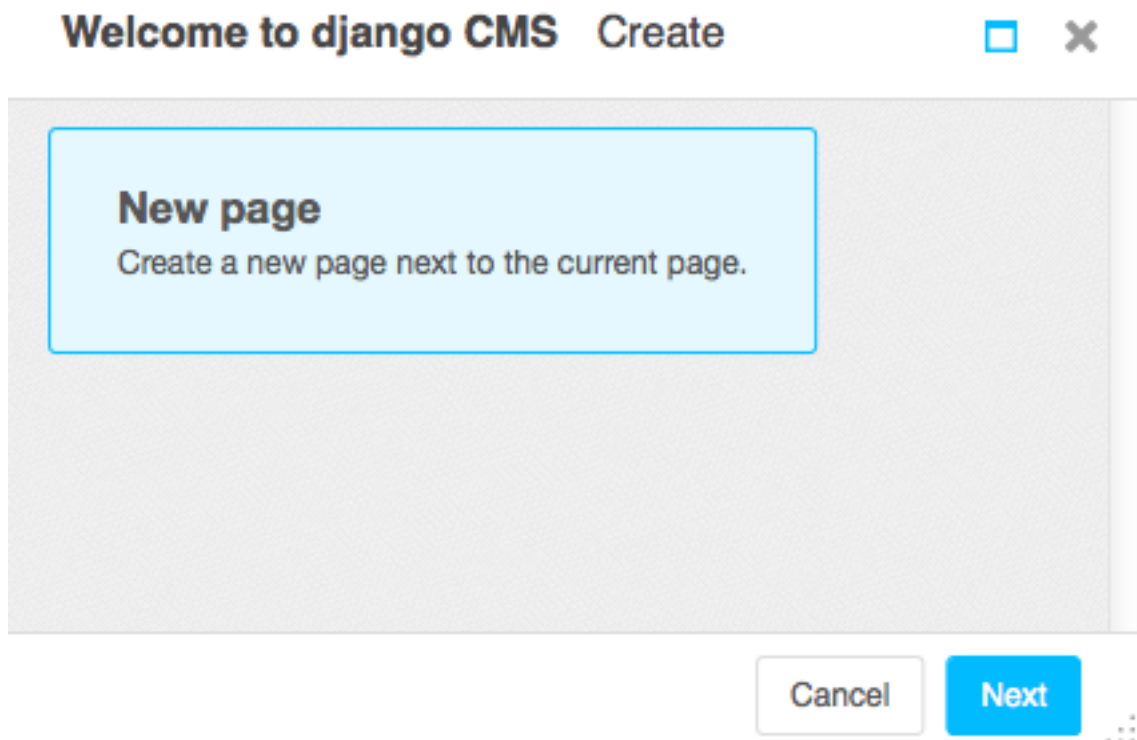 Welcome to django CMS Create
New page
Create a new page next to the current page.
Cancel Next